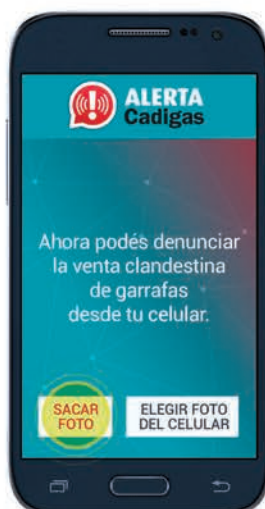 ALERTA
Cadigas
Ahora podés denunciar
la venta clandestina
de garrafas
desde tu celular.
SACAR
FOTO
ELEGIR FOTO
DEL CELULAR